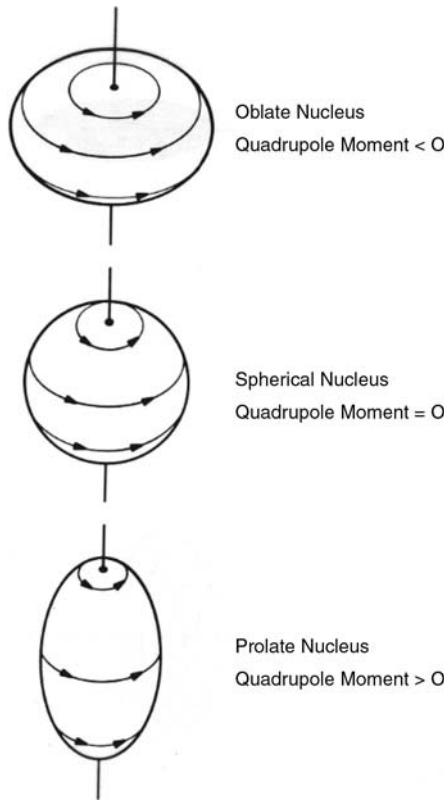 Oblate Nucleus
Quadrupole Moment < O
Spherical Nucleus
Quadrupole Moment = O
Prolate Nucleus
Quadrupole Moment > O